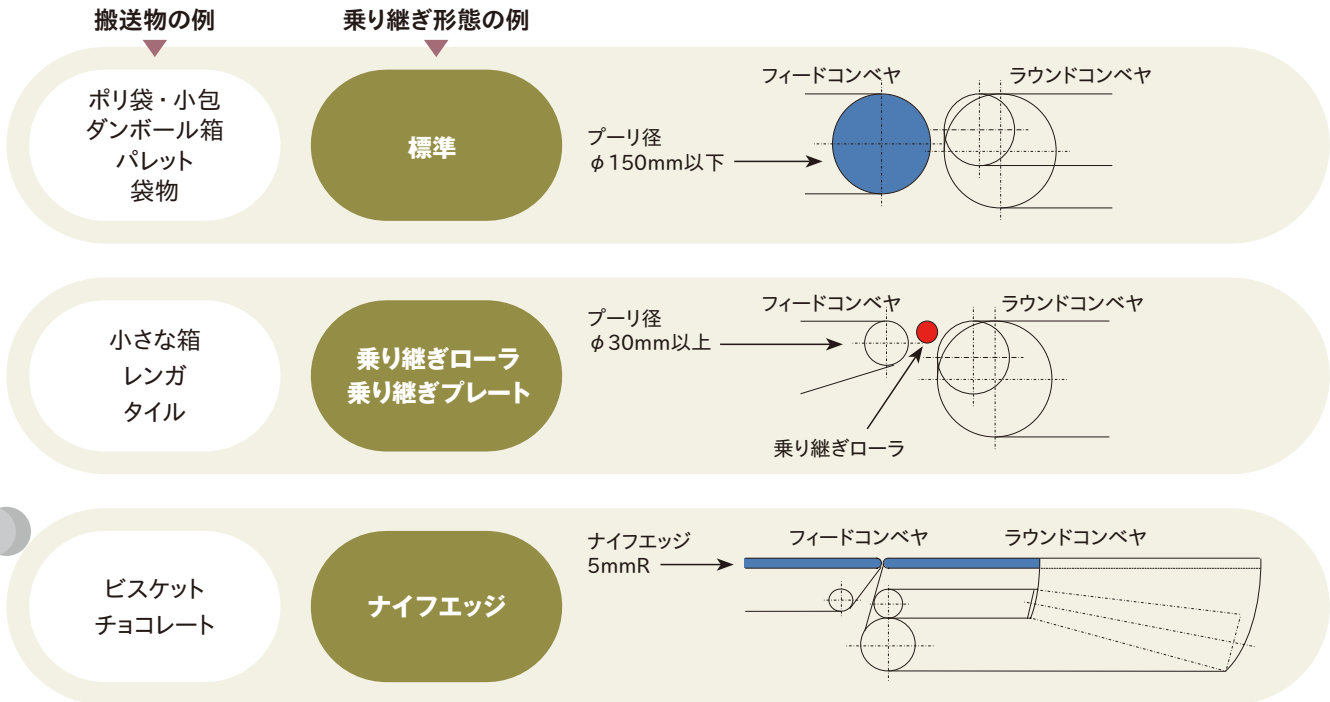 搬送物の例
乗り継ぎ形態の例
ポリ袋・小包
ダンボール箱
パレット
袋物
標準
プーリ径
φ150mm以下
フィードコンベヤ
ラウンドコンベヤ
小さな箱
レンガ
タイル
乗り継ぎローラ
乗り継ぎプレート
プーリ径
φ30mm以上
フィードコンベヤ
ラウンドコンベヤ
乗り継ぎローラ
ビスケット
チョコレート
ナイフエッジ
ナイフエッジ
5mmR
フィードコンベヤ
ラウンドコンベヤ